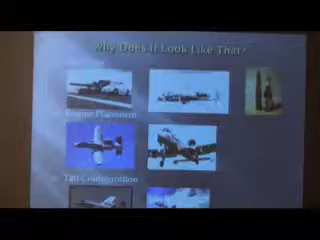 Why Does It Look Like That?
Engine Placement
Tail Configuration